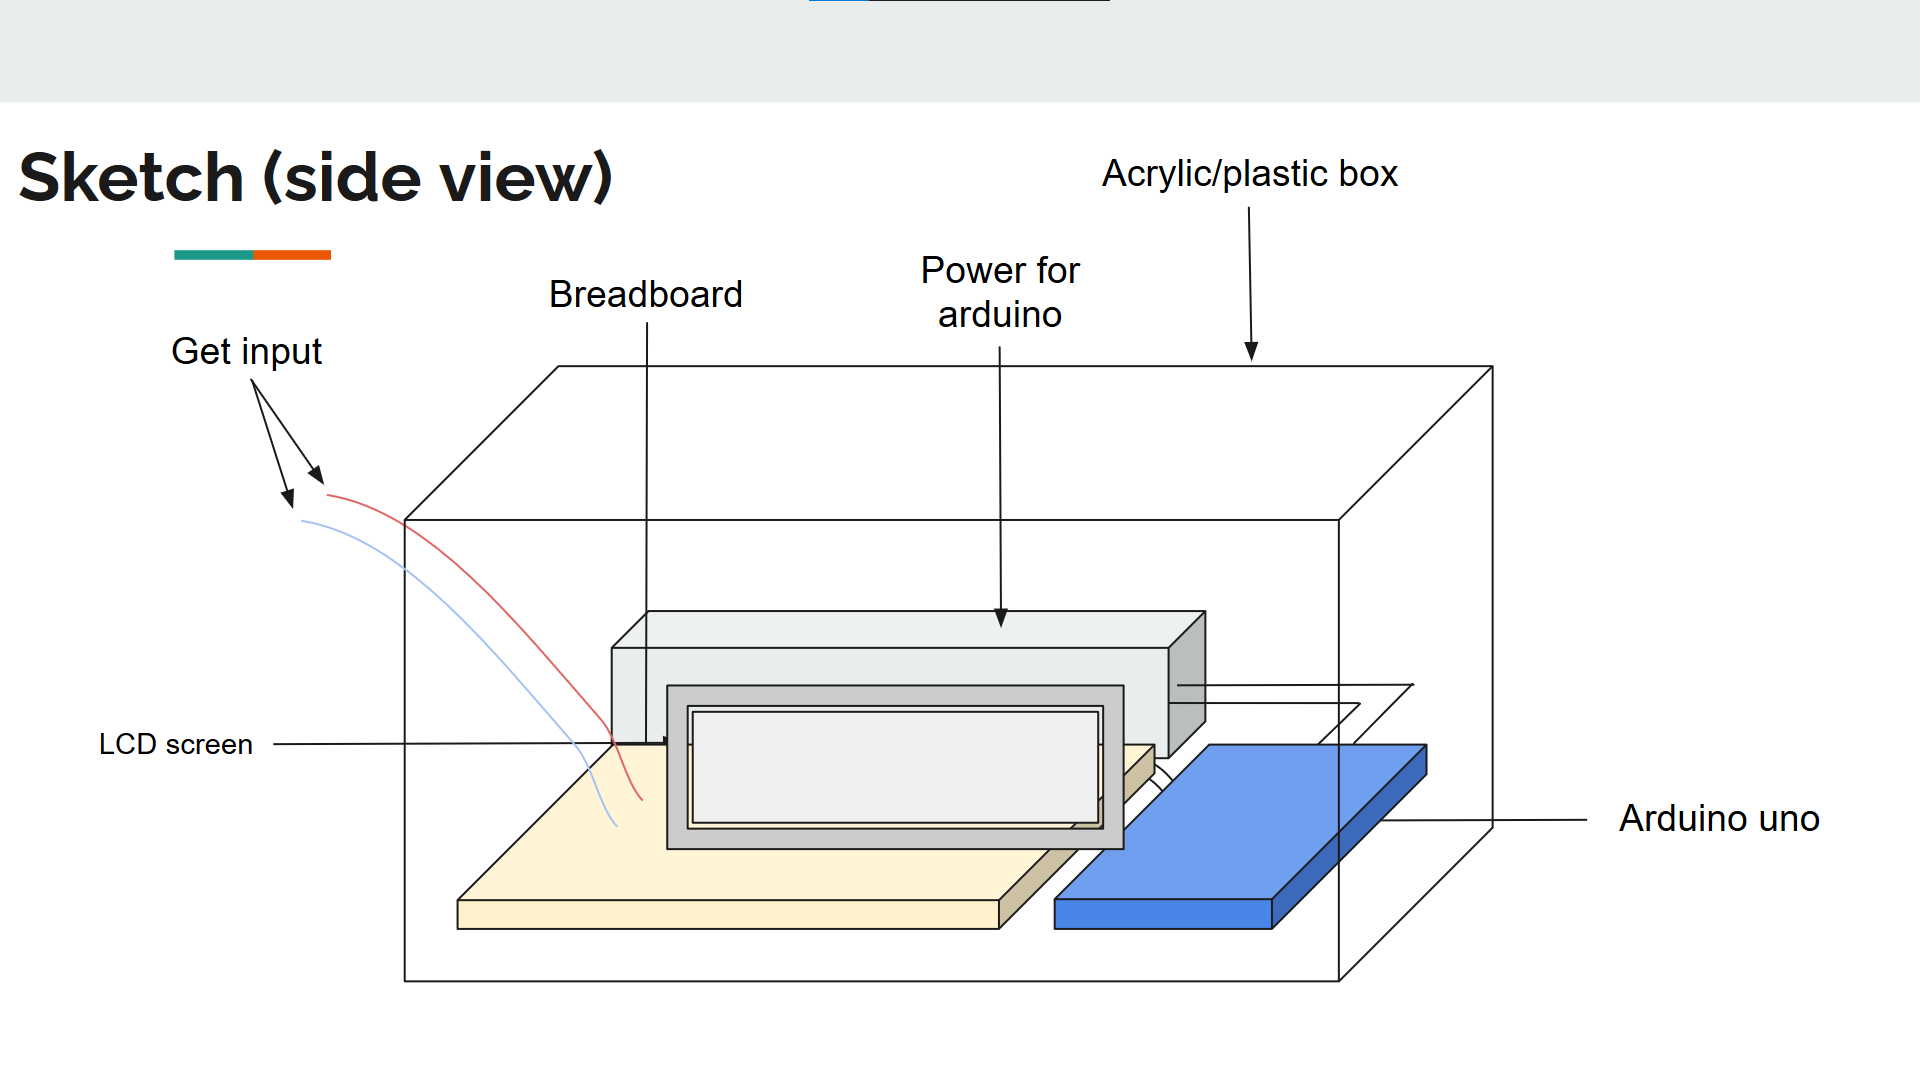 Sketch (side view)
Acrylic/plastic box
Power for
arduino
Breadboard
Get input
LCD screen
Arduino uno